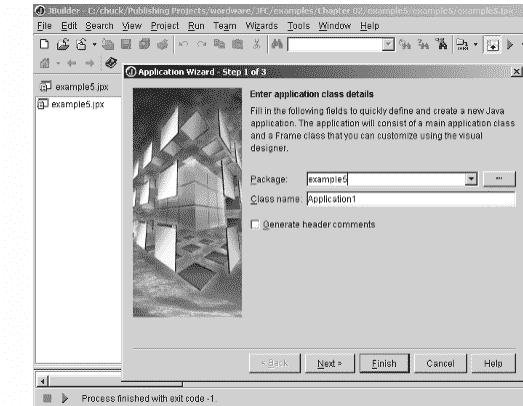 JBuilder - C:/chuck/Publishing Projects/wordware/JFC/examples/Chapter 02/example5/example5/example5.jpx
File Edit Search View Project Run Team Wizards Tools Window Help
Application Wizard - Step 1 of 3
example5.jpx
example5.jpx
Enter application class details
Fill in the following fields to quickly define and create a new Java
application. The application will consist of a main application class
and a Frame class that you can customize using the visual
designer.
Package: example5 ...
Class name: Application1
Generate header comments
< Back Next > Finish Cancel Help
Process finished with exit code -1.